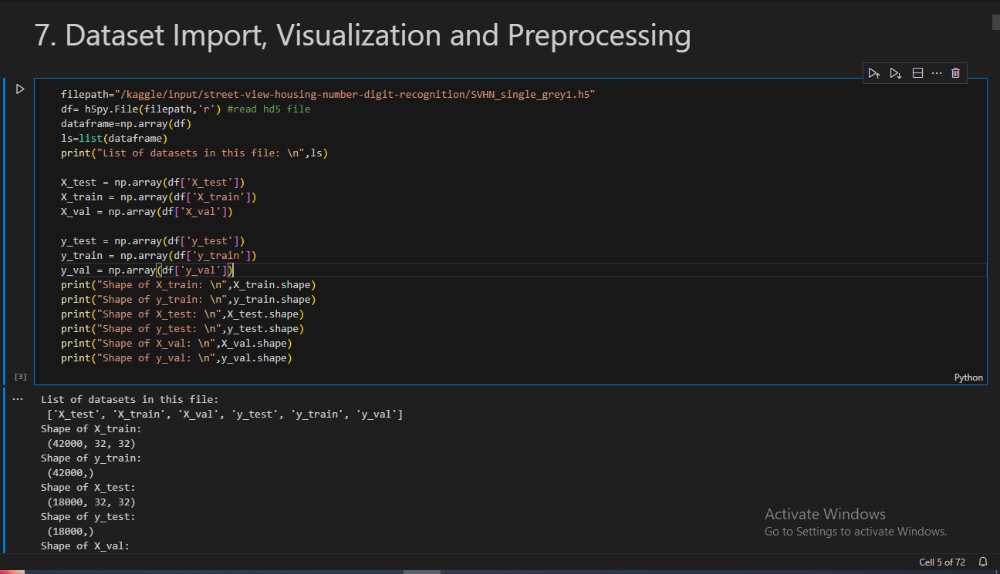 7. Dataset Import, Visualization and Preprocessing
filepath="/kaggle/input/street-view-housing-number-digit-recognition/SVHN_single_grey1.h5"
df= h5py.File(filepath,'r') #read hd5 file
dataframe=np.array(df)
ls=list(dataframe)
print("List of datasets in this file: \n",ls)
X_test = np.array(df['X_test'])
X_train = np.array(df['X_train'])
X_val = np.array(df['X_val'])
y_test = np.array(df['y_test'])
y_train = np.array(df['y_train'])
y_val = np.array(df['y_val'])
print("Shape of X_train: \n",X_train.shape)
print("Shape of y_train: \n",y_train.shape)
print("Shape of X_test: \n",X_test.shape)
print("Shape of y_test: \n",y_test.shape)
print("Shape of X_val: \n",X_val.shape)
print("Shape of y_val: \n",y_val.shape)
[3]
Python
List of datasets in this file:
['X_test', 'X_train', 'X_val', 'y_test', 'y_train', 'y_val']
Shape of X_train:
(42000, 32, 32)
Shape of y_train:
(42000,)
Shape of X_test:
(18000, 32, 32)
Shape of y_test:
(18000,)
Shape of X_val:
Activate Windows
Go to Settings to activate Windows.
Cell 5 of 72